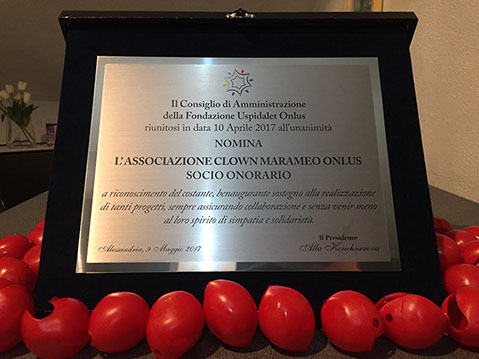 Il Consiglio di Amministrazione
della Fondazione Uspidalet Onlus
riunitosi in data 10 Aprile 2017 all'unanimità
NOMINA
L'ASSOCIAZIONE CLOWN MARAMEO ONLUS
SOCIO ONORARIO
a riconoscimento del costante, benaugurante sostegno alla realizzazione
di tanti progetti, sempre assicurando collaborazione e senza venir meno
al loro spirito di simpatia e solidarietà.
Il Presidente
Alessandria, 9 Maggio 2017
Alla Kouchnerova